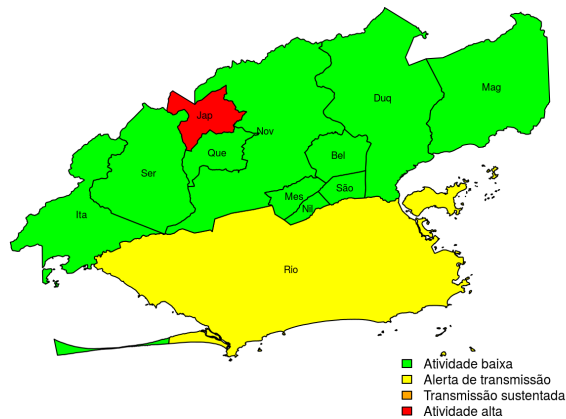 Duq
Mag
Jap
Nov
Que
Bel
Ser
São
Mes
Nil
Ita
Rio
Atividade baixa
Alerta de transmissão
Transmissão sustentada
Atividade alta